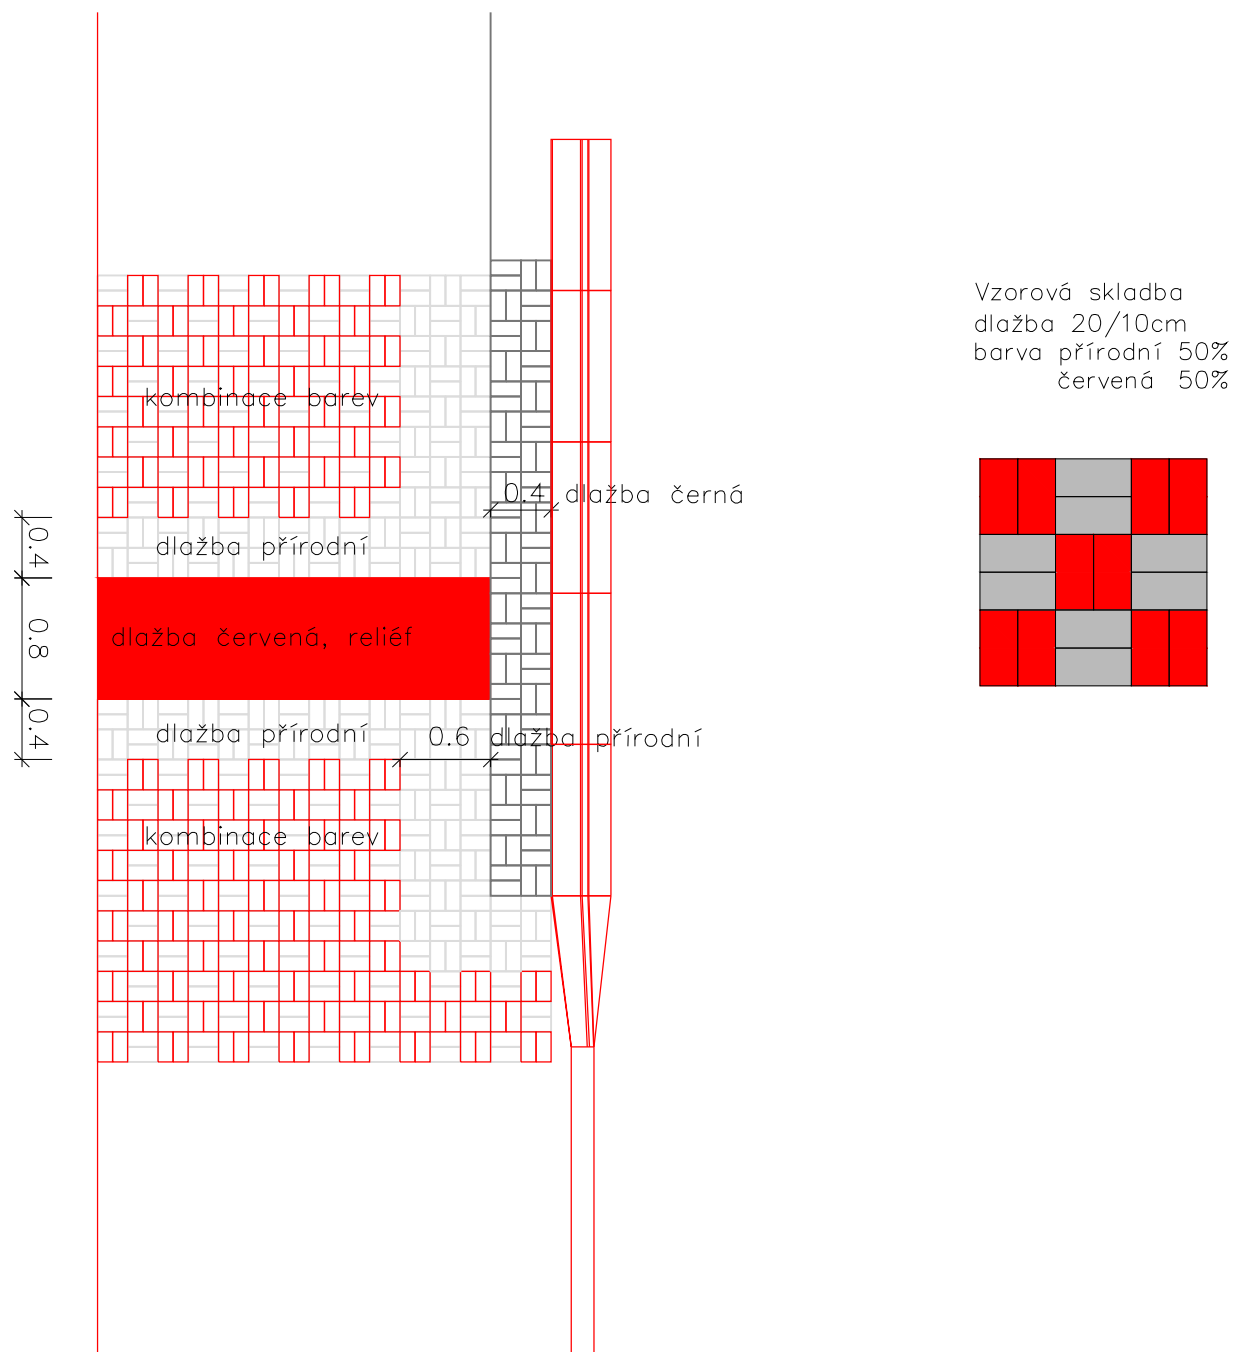 Vzorová skladba
dlažba 20/10cm
barva přírodní 50%
červená 50%
kombinace barev
0.4 dlažba černá
0.4
dlažba přírodní
0.8
dlažba červená, reliéf
0.4
dlažba přírodní
0.6 dlažba přírodní
kombinace barev